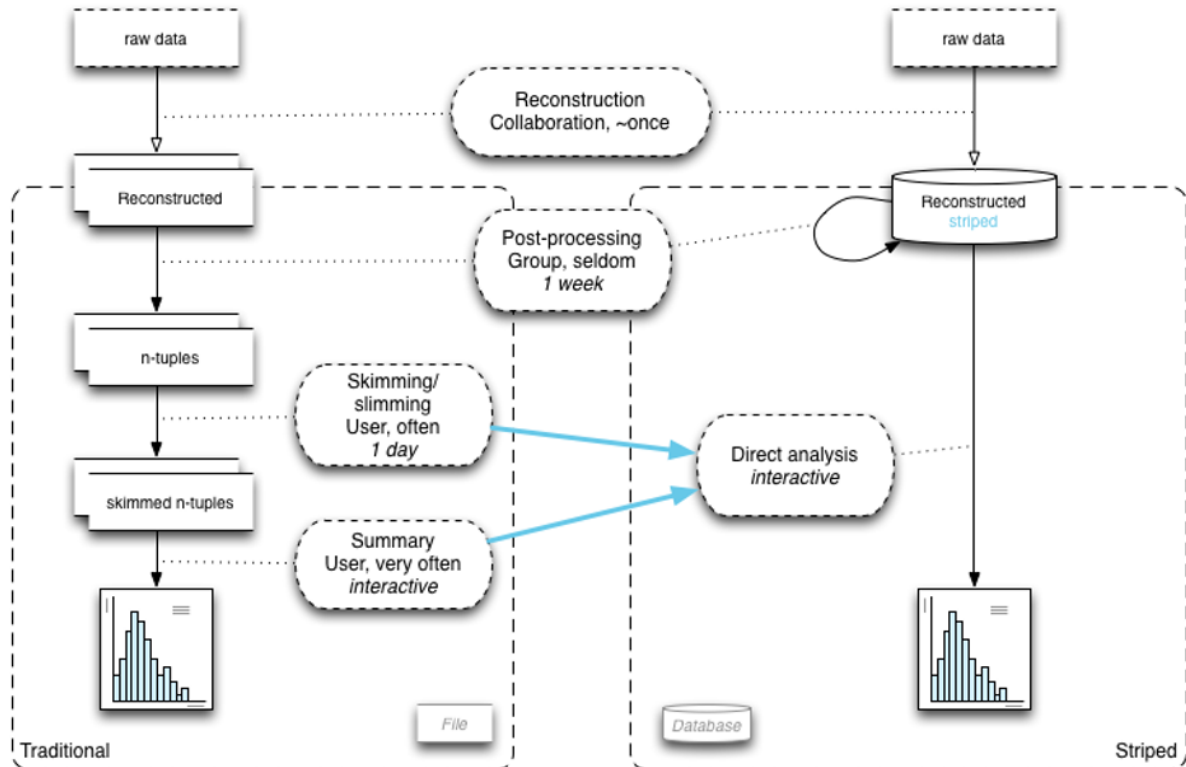 raw data
raw data
Reconstruction
Collaboration, ~once
Reconstructed
Reconstructed
striped
Post-processing
Group, seldom
1 week
n-tuples
Skimming/
slimming
User, often
1 day
Direct analysis
interactive
skimmed n-tuples
Summary
User, very often
interactive
File
Database
Traditional
Striped